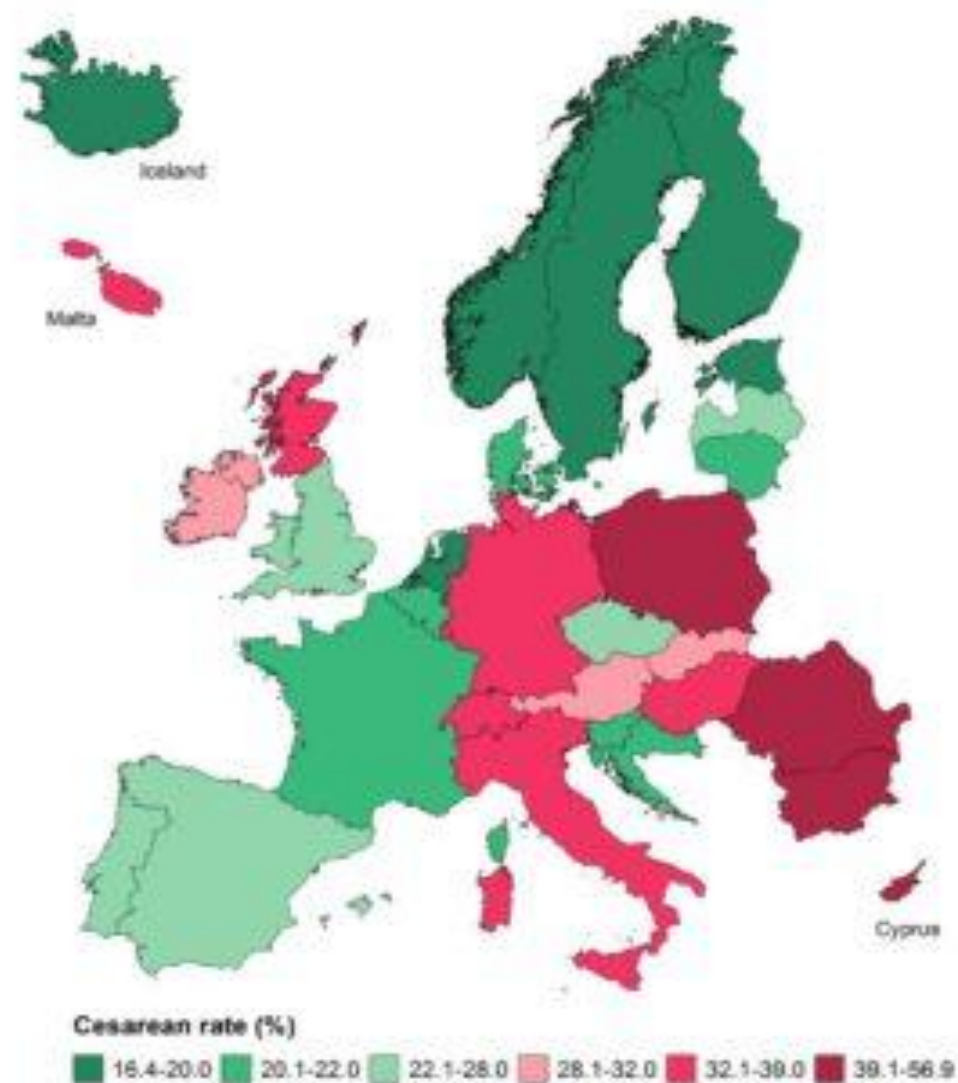 Iceland
Malta
Cyprus
Cesarean rate (%)
16.4-20.0 20.1-22.0 22.1-28.0 28.1-32.0 32.1-39.0 39.1-56.9